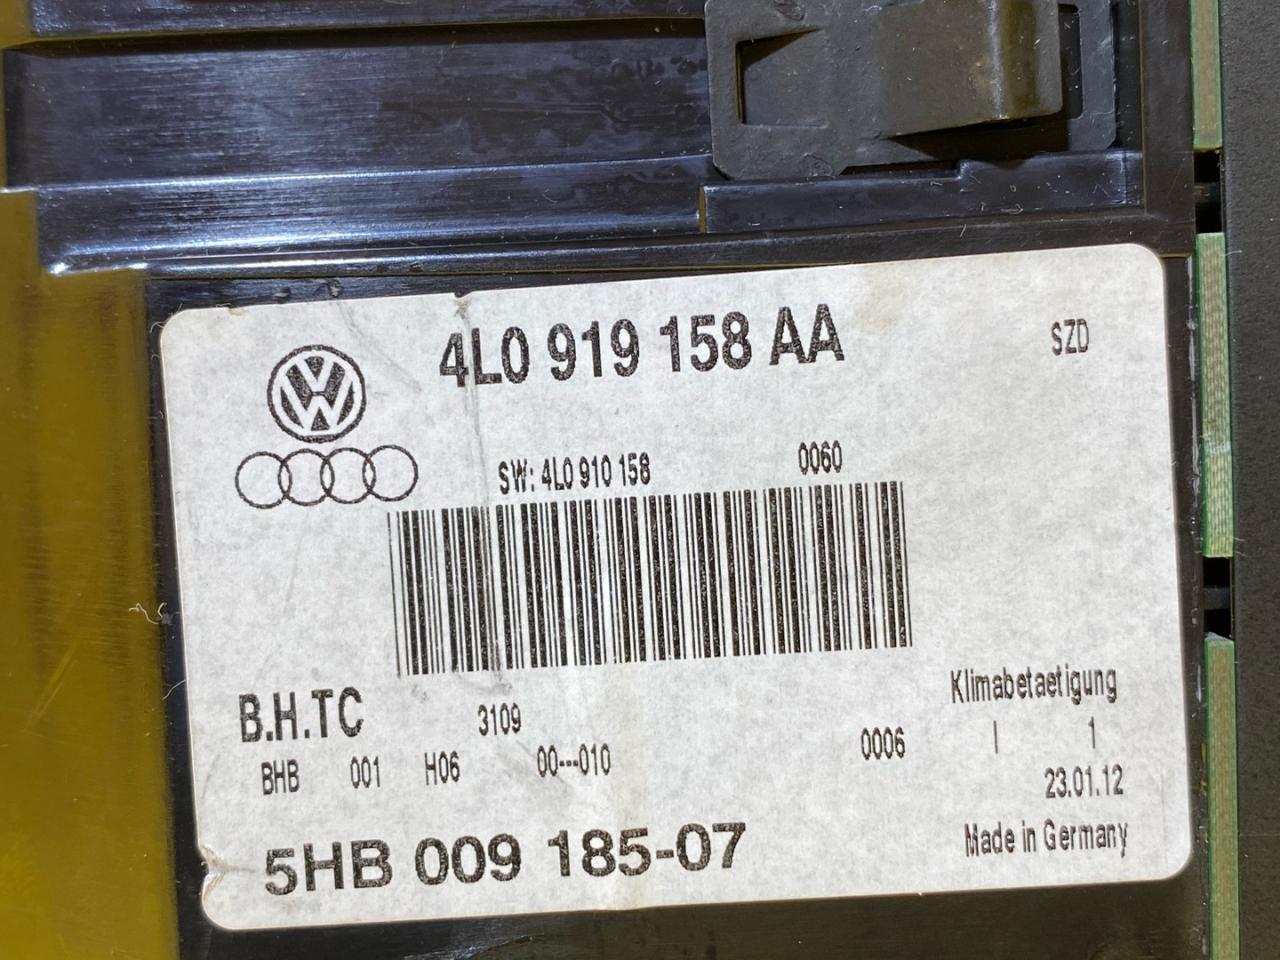 4L0 919 158 AA
SZD
SW: 4L0 910 158 0060
B.H.TC 3109
Klimabetaetigung
BHB 001 H06 00---010 0006 I 1
23.01.12
5HB 009 185-07
Made in Germany